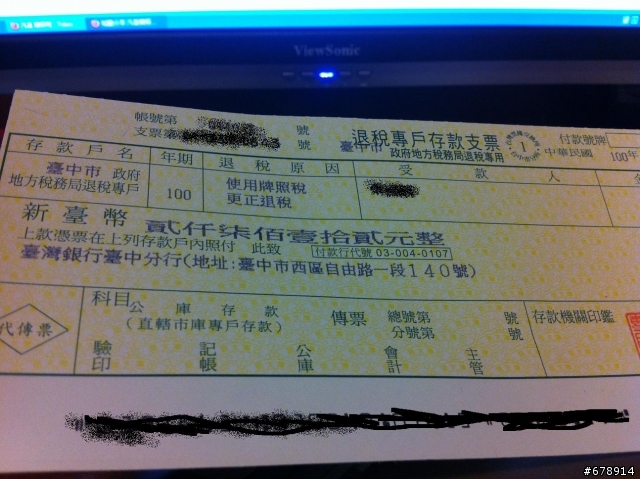 ViewSonic
帳號第 號
支票第 號
退稅專戶存款支票
臺中市 政府地方稅務局退稅專用
1
付款號牌
中華民國 100年
存款戶名 年期 退稅原因 受款人 金
臺中市 政府
地方稅務局退稅專戶
100
使用牌照稅
更正退稅
新臺幣 貳仟柒佰壹拾貳元整
上款憑票在上列存款戶內照付 此致 付款行代號 03-004-0107
臺灣銀行臺中分行(地址:臺中市西區自由路一段140號)
代傳票
科目 公庫存款
(直轄市庫專戶存款)
傳票 總號第 號
分號第 號
存款機關印鑑
驗印 記帳 公庫 會計 主管
#678914